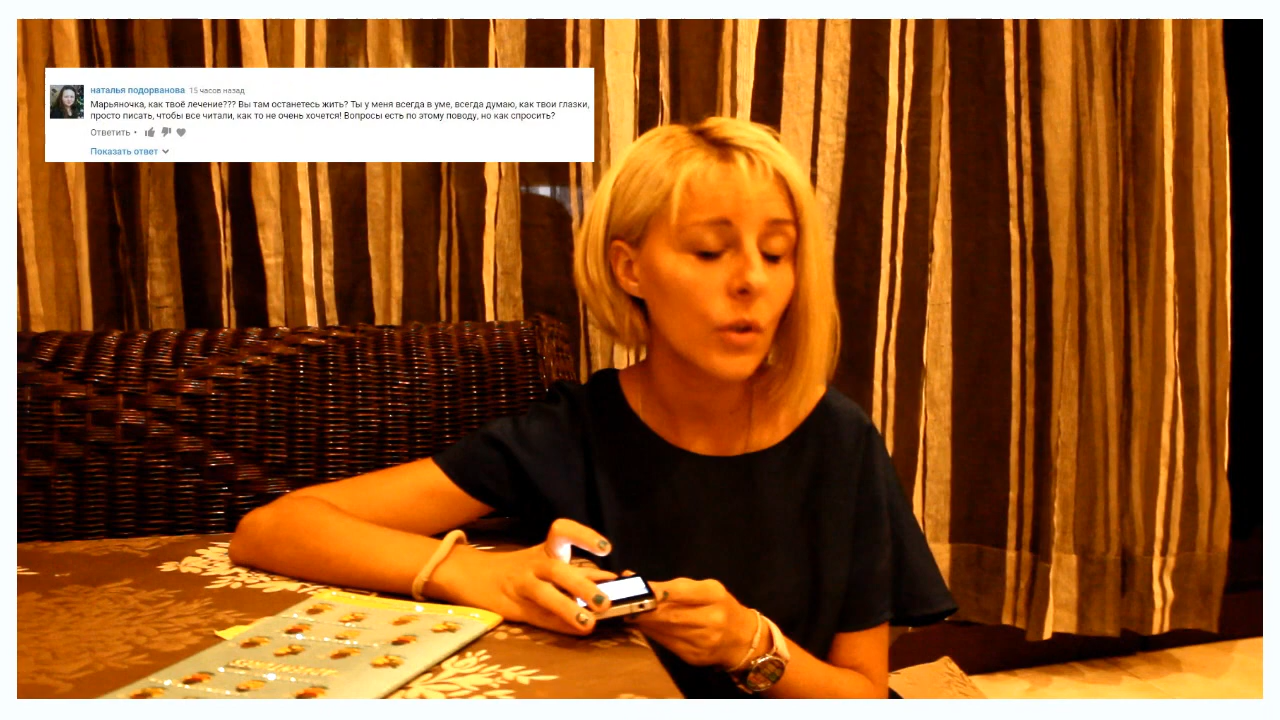 наталья подорванова 15 часов назад
Марьяночка, как твоё лечение??? Вы там останетесь жить? Ты у меня всегда в уме, всегда думаю, как твои глазки,
просто писать, чтобы все читали, как то не очень хочется! Вопросы есть по этому поводу, но как спросить?
Ответить •
Показать ответ